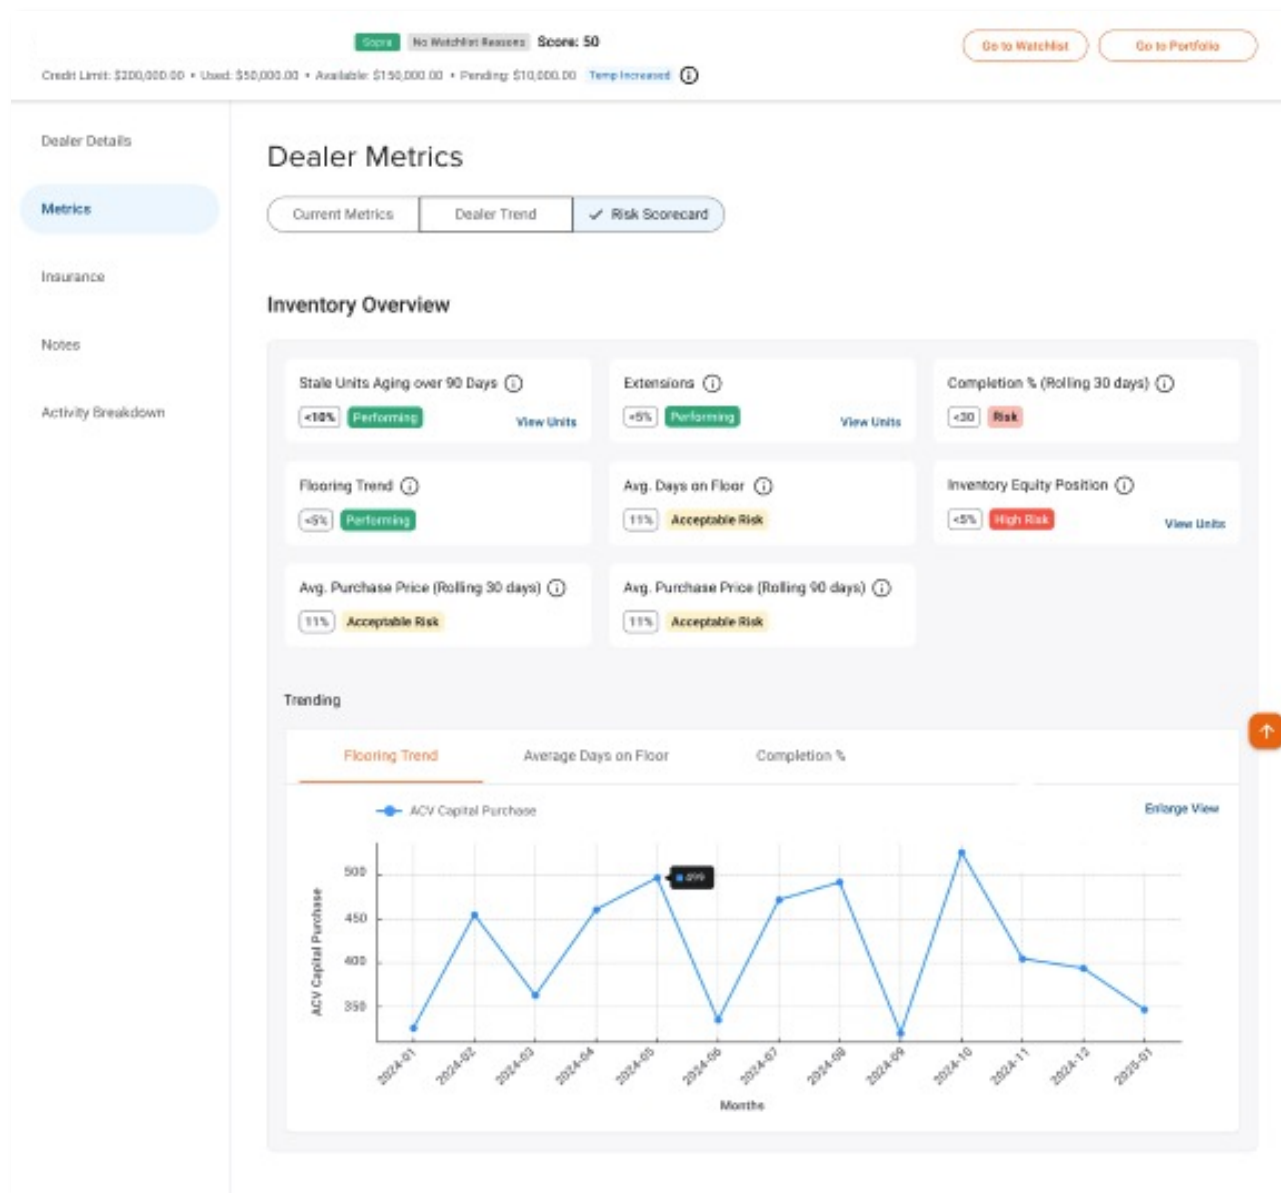 Sopra No Watchlist Reasons Score: 50
Go to Watchlist
Go to Portfolio
Credit Limit: $200,000.00 • Used: $50,000.00 • Available: $150,000.00 • Pending: $10,000.00 Temp Increased
Dealer Details
Metrics
Insurance
Notes
Activity Breakdown
Dealer Metrics
Current Metrics
Dealer Trend
Risk Scorecard
Inventory Overview
Stale Units Aging over 90 Days
<10% Performing
View Units
Extensions
<5% Performing
View Units
Completion % (Rolling 30 days)
<30 Risk
Flooring Trend
<5% Performing
Avg. Days on Floor
11% Acceptable Risk
Inventory Equity Position
<5% High Risk
View Units
Avg. Purchase Price (Rolling 30 days)
11% Acceptable Risk
Avg. Purchase Price (Rolling 90 days)
11% Acceptable Risk
Trending
Flooring Trend
Average Days on Floor
Completion %
ACV Capital Purchase
Enlarge View
ACV Capital Purchase
500
450
400
350
499
2024-01
2024-02
2024-03
2024-04
2024-05
2024-06
2024-07
2024-08
2024-09
2024-10
2024-11
2024-12
2025-01
Months